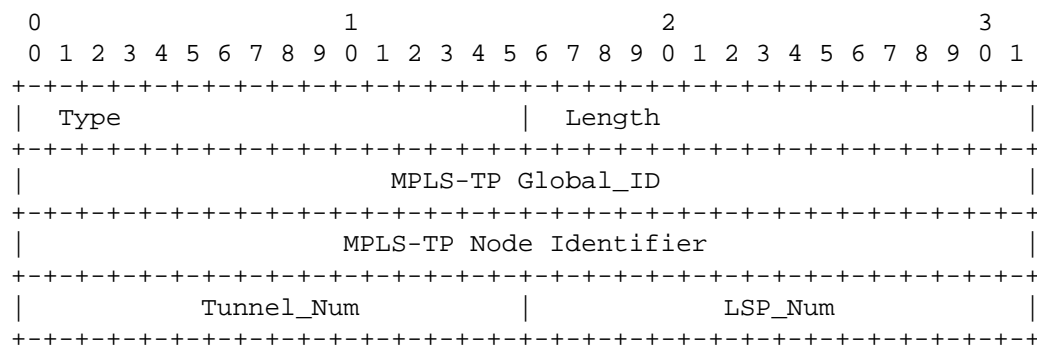 0                   1                   2                   3
 0 1 2 3 4 5 6 7 8 9 0 1 2 3 4 5 6 7 8 9 0 1 2 3 4 5 6 7 8 9 0 1
+-+-+-+-+-+-+-+-+-+-+-+-+-+-+-+-+-+-+-+-+-+-+-+-+-+-+-+-+-+-+-+-+
|  Type                         |  Length                       |
+-+-+-+-+-+-+-+-+-+-+-+-+-+-+-+-+-+-+-+-+-+-+-+-+-+-+-+-+-+-+-+-+
|                       MPLS-TP Global_ID                       |
+-+-+-+-+-+-+-+-+-+-+-+-+-+-+-+-+-+-+-+-+-+-+-+-+-+-+-+-+-+-+-+-+
|                    MPLS-TP Node Identifier                    |
+-+-+-+-+-+-+-+-+-+-+-+-+-+-+-+-+-+-+-+-+-+-+-+-+-+-+-+-+-+-+-+-+
|           Tunnel_Num          |            LSP_Num            |
+-+-+-+-+-+-+-+-+-+-+-+-+-+-+-+-+-+-+-+-+-+-+-+-+-+-+-+-+-+-+-+-+